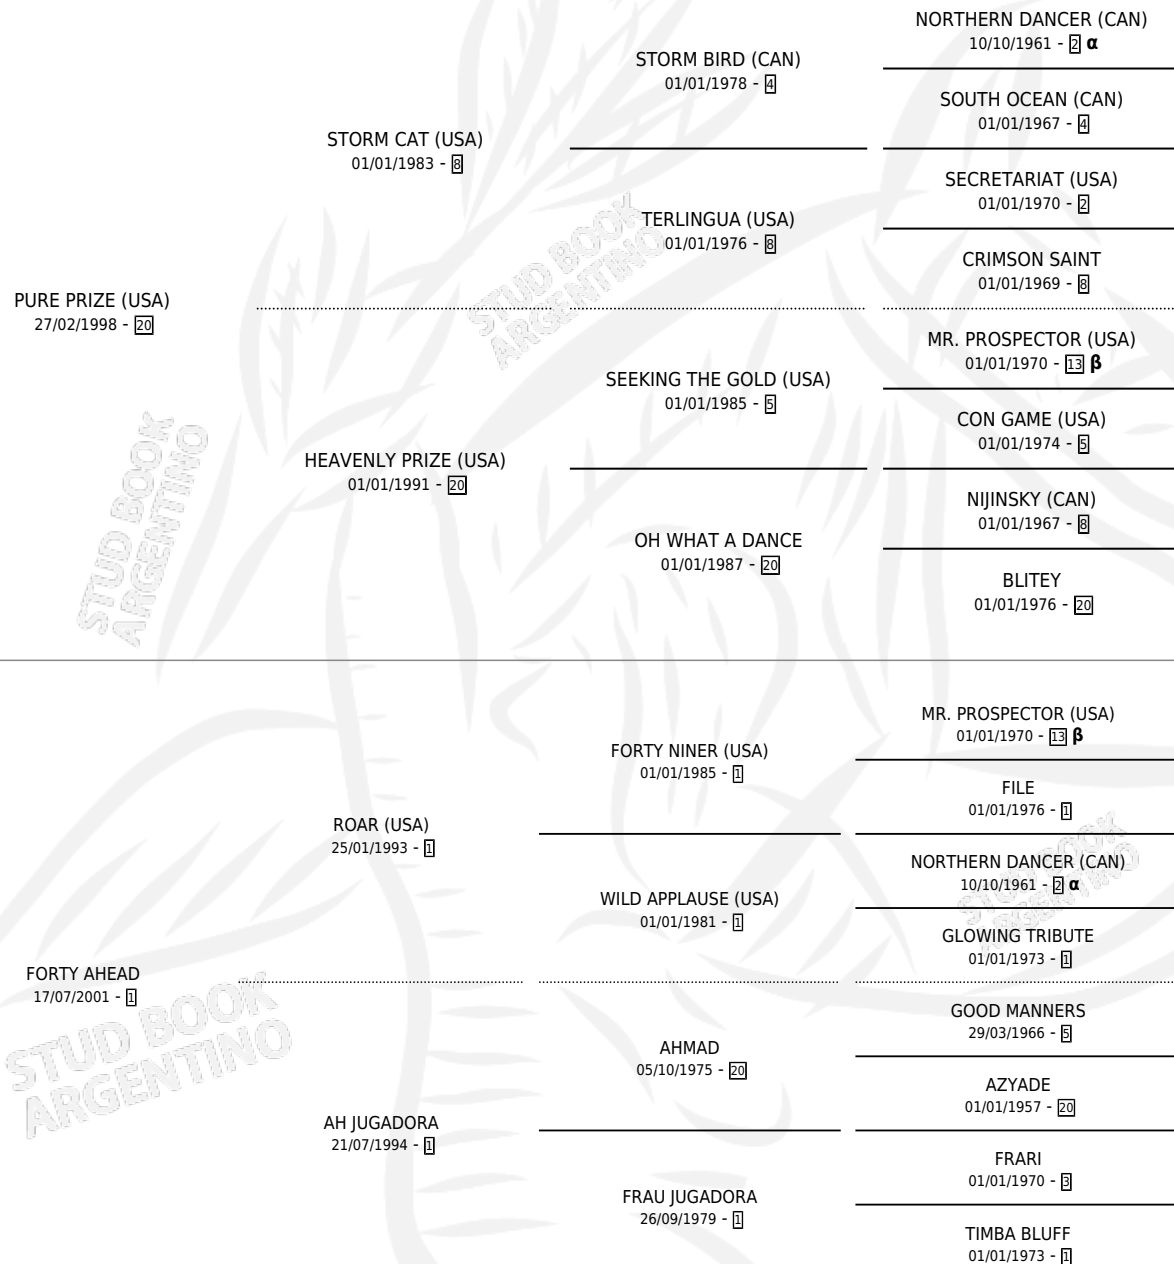 NORTHERN DANCER (CAN)
10/10/1961 - 2 α
STORM BIRD (CAN)
01/01/1978 - 4
SOUTH OCEAN (CAN)
01/01/1967 - 4
STORM CAT (USA)
01/01/1983 - 8
SECRETARIAT (USA)
01/01/1970 - 2
TERLINGUA (USA)
01/01/1976 - 8
CRIMSON SAINT
01/01/1969 - 8
PURE PRIZE (USA)
27/02/1998 - 20
MR. PROSPECTOR (USA)
01/01/1970 - 13 β
SEEKING THE GOLD (USA)
01/01/1985 - 5
CON GAME (USA)
01/01/1974 - 5
HEAVENLY PRIZE (USA)
01/01/1991 - 20
NIJINSKY (CAN)
01/01/1967 - 8
OH WHAT A DANCE
01/01/1987 - 20
BLITEY
01/01/1976 - 20
MR. PROSPECTOR (USA)
01/01/1970 - 13 β
FORTY NINER (USA)
01/01/1985 - 1
FILE
01/01/1976 - 1
ROAR (USA)
25/01/1993 - 1
NORTHERN DANCER (CAN)
10/10/1961 - 2 α
WILD APPLAUSE (USA)
01/01/1981 - 1
GLOWING TRIBUTE
01/01/1973 - 1
FORTY AHEAD
17/07/2001 - 1
GOOD MANNERS
29/03/1966 - 5
AHMAD
05/10/1975 - 20
AZYADE
01/01/1957 - 20
AH JUGADORA
21/07/1994 - 1
FRARI
01/01/1970 - 3
FRAU JUGADORA
26/09/1979 - 1
TIMBA BLUFF
01/01/1973 - 1
STUD BOOK
ARGENTINO
STUD BOOK
ARGENTINO
STUD BOOK
ARGENTINO
STUD BOOK
ARGENTINO